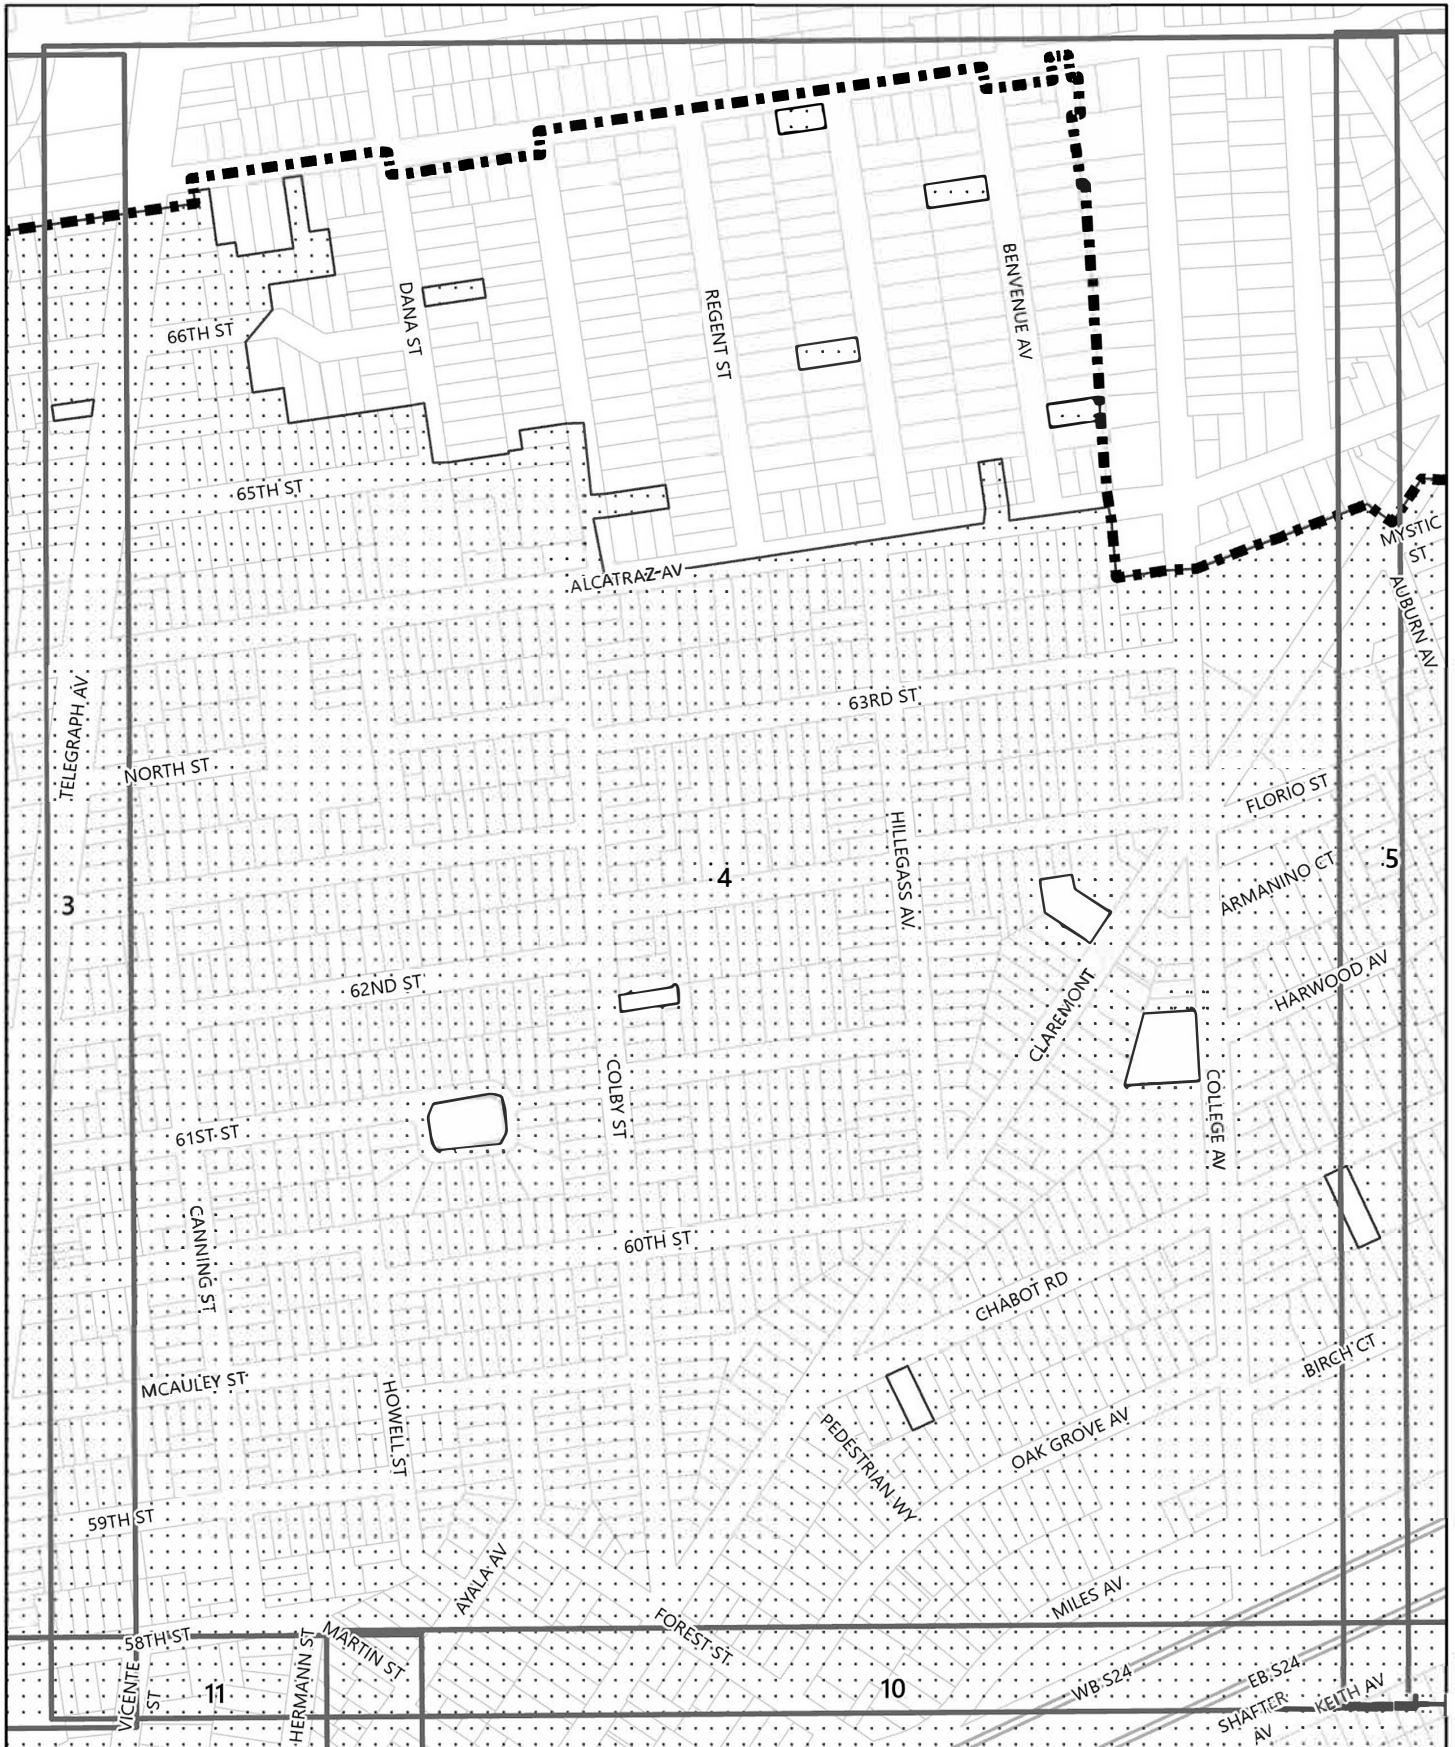 BENVENUE AV
DANA ST
REGENT ST
66TH ST
65TH ST
MYSTIC
ST
ALCATRAZ AV
AUBURN AV
63RD ST
TELEGRAPH AV
NORTH ST
FLORIO ST
HILLEGASS AV
5
4
ARMANINO CT
3
HARWOOD AV
62ND ST
CLAREMONT
COLBY ST
COLLEGE AV
61ST ST
CANNING ST
60TH ST
CHABOT RD
BIRCH CT
MCAULEY ST
HOWELL ST
PEDESTRIAN WY
OAK GROVE AV
59TH ST
AYALA AV
MILES AV
FOREST ST
58TH ST
MARTIN ST
HERMANN ST
VICENTE
ST
11
10
WB S24
EB S24
KEITH AV
SHAFTER
AV